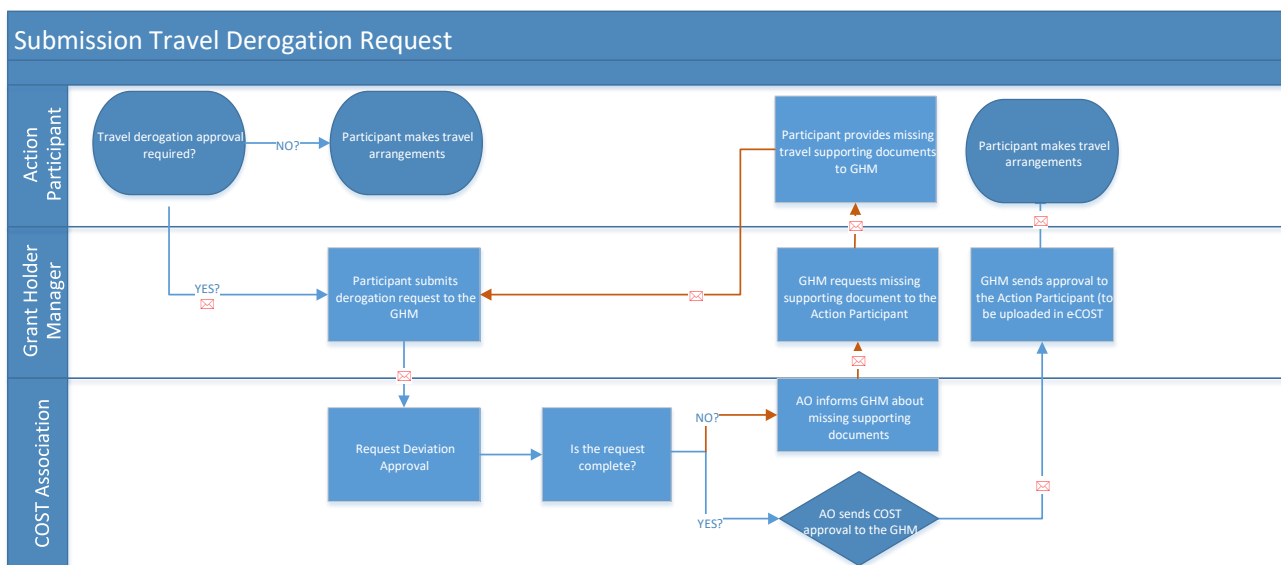 Submission Travel Derogation Request
Action
Participant
Travel derogation approval
required?
NO?
Participant makes travel
arrangements
Participant provides missing
travel supporting documents
to GHM
Participant makes travel
arrangements
Grant Holder
Manager
YES?
Participant submits
derogation request to the
GHM
GHM requests missing
supporting document to the
Action Participant
GHM sends approval to
the Action Participant (to
be uploaded in e-COST
COST Association
Request Deviation
Approval
Is the request
complete?
NO?
AO informs GHM about
missing supporting
documents
YES?
AO sends COST
approval to the GHM